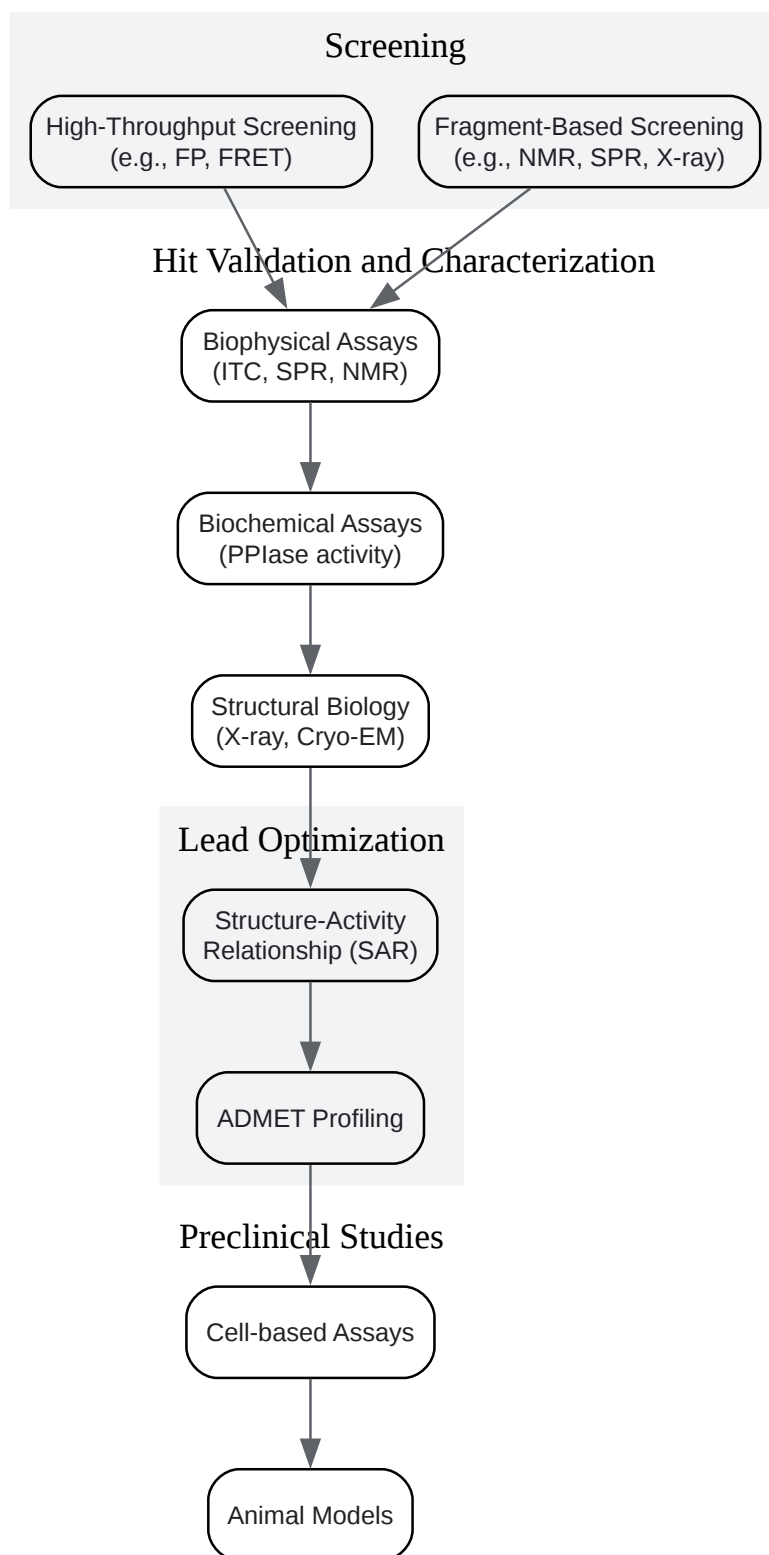 Screening
High-Throughput Screening
(e.g., FP, FRET)
Fragment-Based Screening
(e.g., NMR, SPR, X-ray)
Hit Validation and Characterization
Biophysical Assays
(ITC, SPR, NMR)
Biochemical Assays
(PPIase activity)
Structural Biology
(X-ray, Cryo-EM)
Lead Optimization
Structure-Activity
Relationship (SAR)
ADMET Profiling
Preclinical Studies
Cell-based Assays
Animal Models